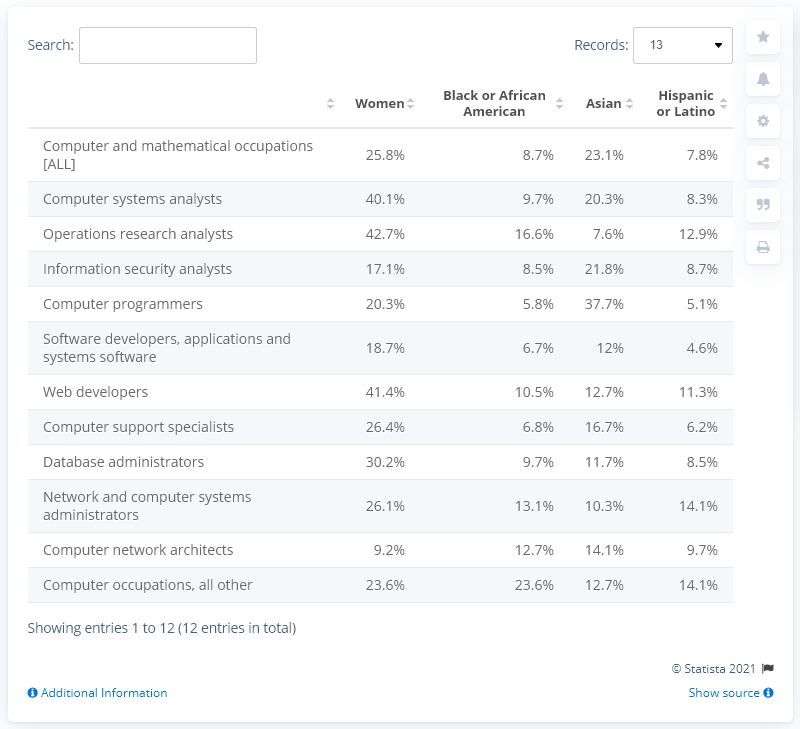 Search:
Records: 13
Women
Black or African American
Asian
Hispanic or Latino
Computer and mathematical occupations
[ALL]
25.8% 8.7% 23.1% 7.8%
Computer systems analysts 40.1% 9.7% 20.3% 8.3%
Operations research analysts 42.7% 16.6% 7.6% 12.9%
Information security analysts 17.1% 8.5% 21.8% 8.7%
Computer programmers 20.3% 5.8% 37.7% 5.1%
Software developers, applications and
systems software
18.7% 6.7% 12% 4.6%
Web developers 41.4% 10.5% 12.7% 11.3%
Computer support specialists 26.4% 6.8% 16.7% 6.2%
Database administrators 30.2% 9.7% 11.7% 8.5%
Network and computer systems
administrators
26.1% 13.1% 10.3% 14.1%
Computer network architects 9.2% 12.7% 14.1% 9.7%
Computer occupations, all other 23.6% 23.6% 12.7% 14.1%
Showing entries 1 to 12 (12 entries in total)
© Statista 2021
Additional Information
Show source